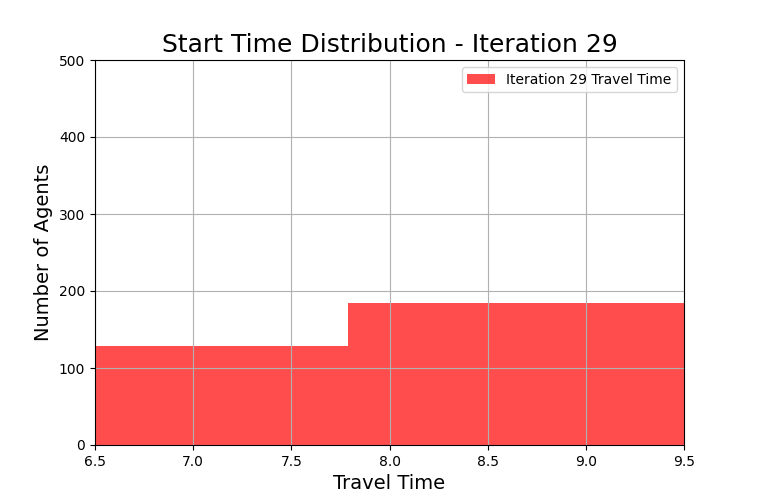 Start Time Distribution - Iteration 29
Iteration 29 Travel Time
Number of Agents
500
400
300
200
100
0
6.5 7.0 7.5 8.0 8.5 9.0 9.5
Travel Time